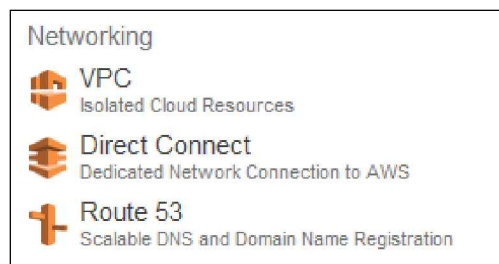 Networking
VPC
Isolated Cloud Resources
Direct Connect
Dedicated Network Connection to AWS
Route 53
Scalable DNS and Domain Name Registration